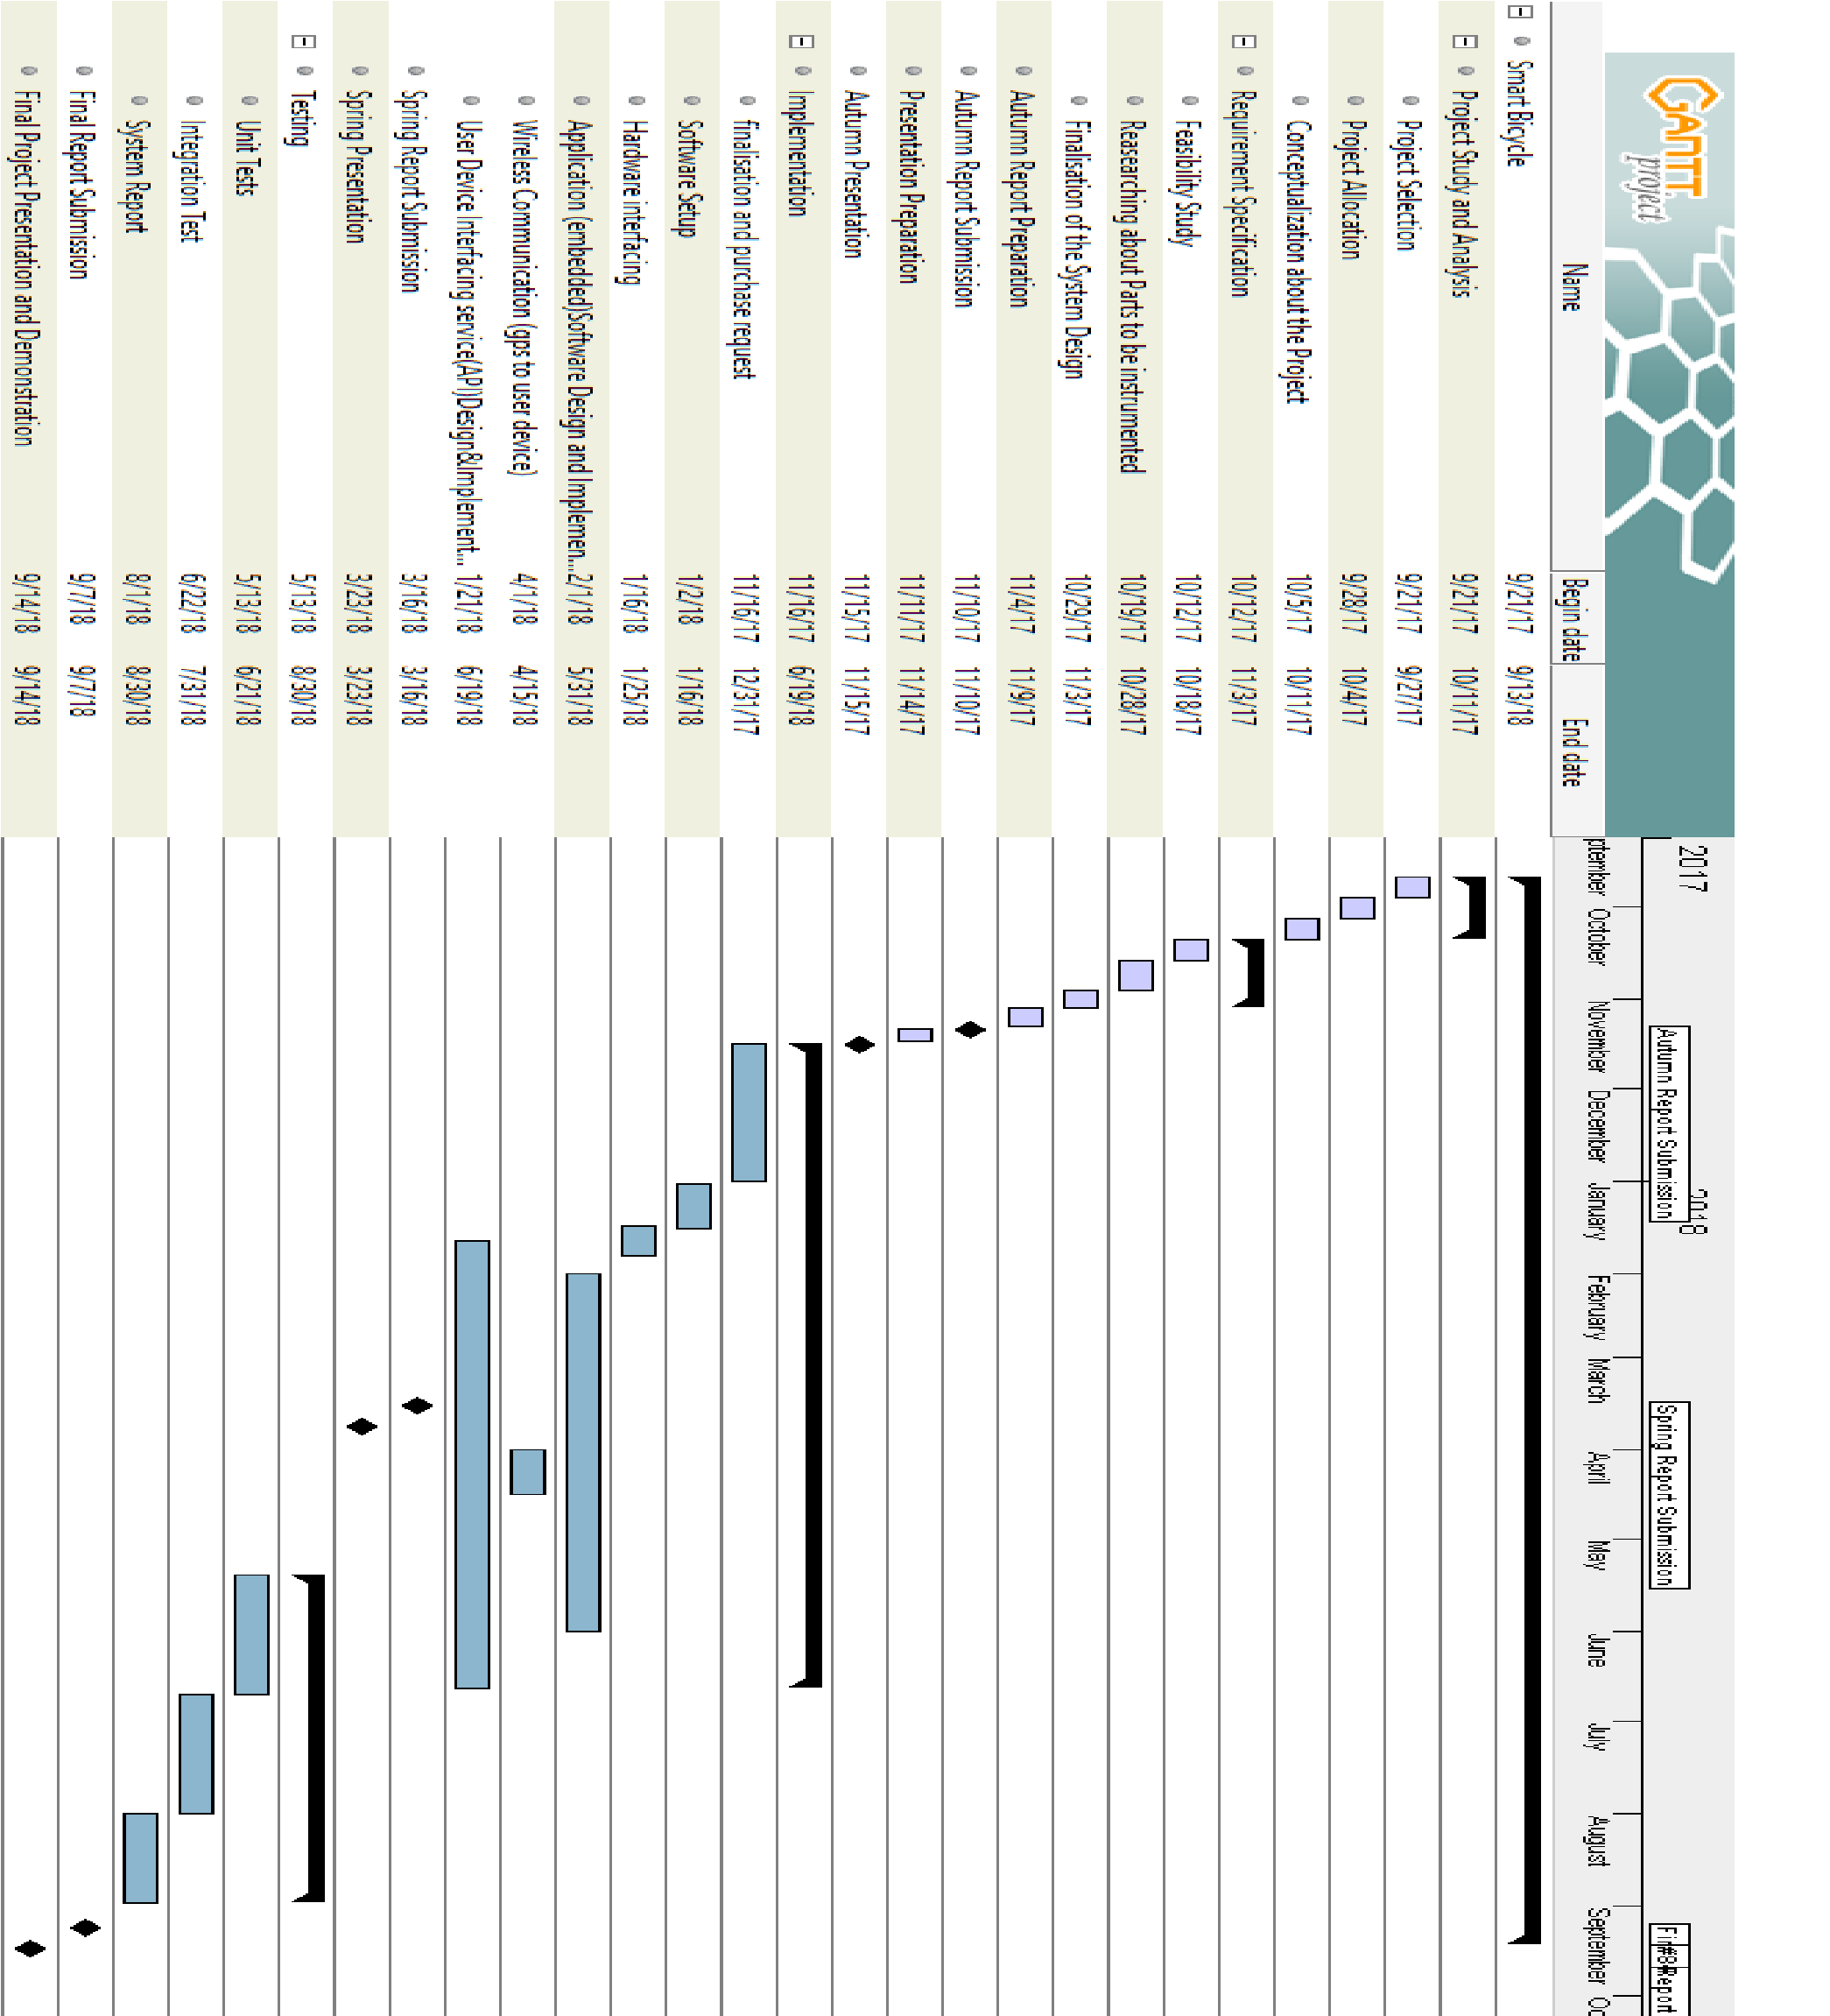 GANTT
project
2017
2018
Autumn Report Submission
Spring Report Submission
Name
Begin date
End date
ptember
October
November
December
January
February
March
April
May
June
July
August
September
Oc
Smart Bicycle 9/21/17 9/13/18
Project Study and Analysis 9/21/17 10/11/17
Project Selection 9/21/17 9/27/17
Project Allocation 9/28/17 10/4/17
Conceptualization about the Project 10/5/17 10/11/17
Requirement Specification 10/12/17 11/3/17
Feasibility Study 10/12/17 10/18/17
Reasearching about Parts to be instrumented 10/19/17 10/28/17
Finalisation of the System Design 10/29/17 11/3/17
Autumn Report Preparation 11/4/17 11/9/17
Autumn Report Submission 11/10/17 11/10/17
Presentation Preparation 11/11/17 11/14/17
Autumn Presentation 11/15/17 11/15/17
Implementation 11/16/17 6/19/18
finalisation and purchase request 11/16/17 12/31/17
Software Setup 1/2/18 1/16/18
Hardware interfacing 1/16/18 1/25/18
Application (embedded)Software Design and Implemen... 2/1/18 5/31/18
Wireless Communication (gps to user device) 4/1/18 4/15/18
User Device Interfacing service(API)Design&Implement... 1/21/18 6/19/18
Spring Report Submission 3/16/18 3/16/18
Spring Presentation 3/23/18 3/23/18
Testing 5/13/18 8/30/18
Unit Tests 5/13/18 6/21/18
Integration Test 6/22/18 7/31/18
System Report 8/1/18 8/30/18
Final Report Submission 9/7/18 9/7/18
Final Project Presentation and Demonstration 9/14/18 9/14/18